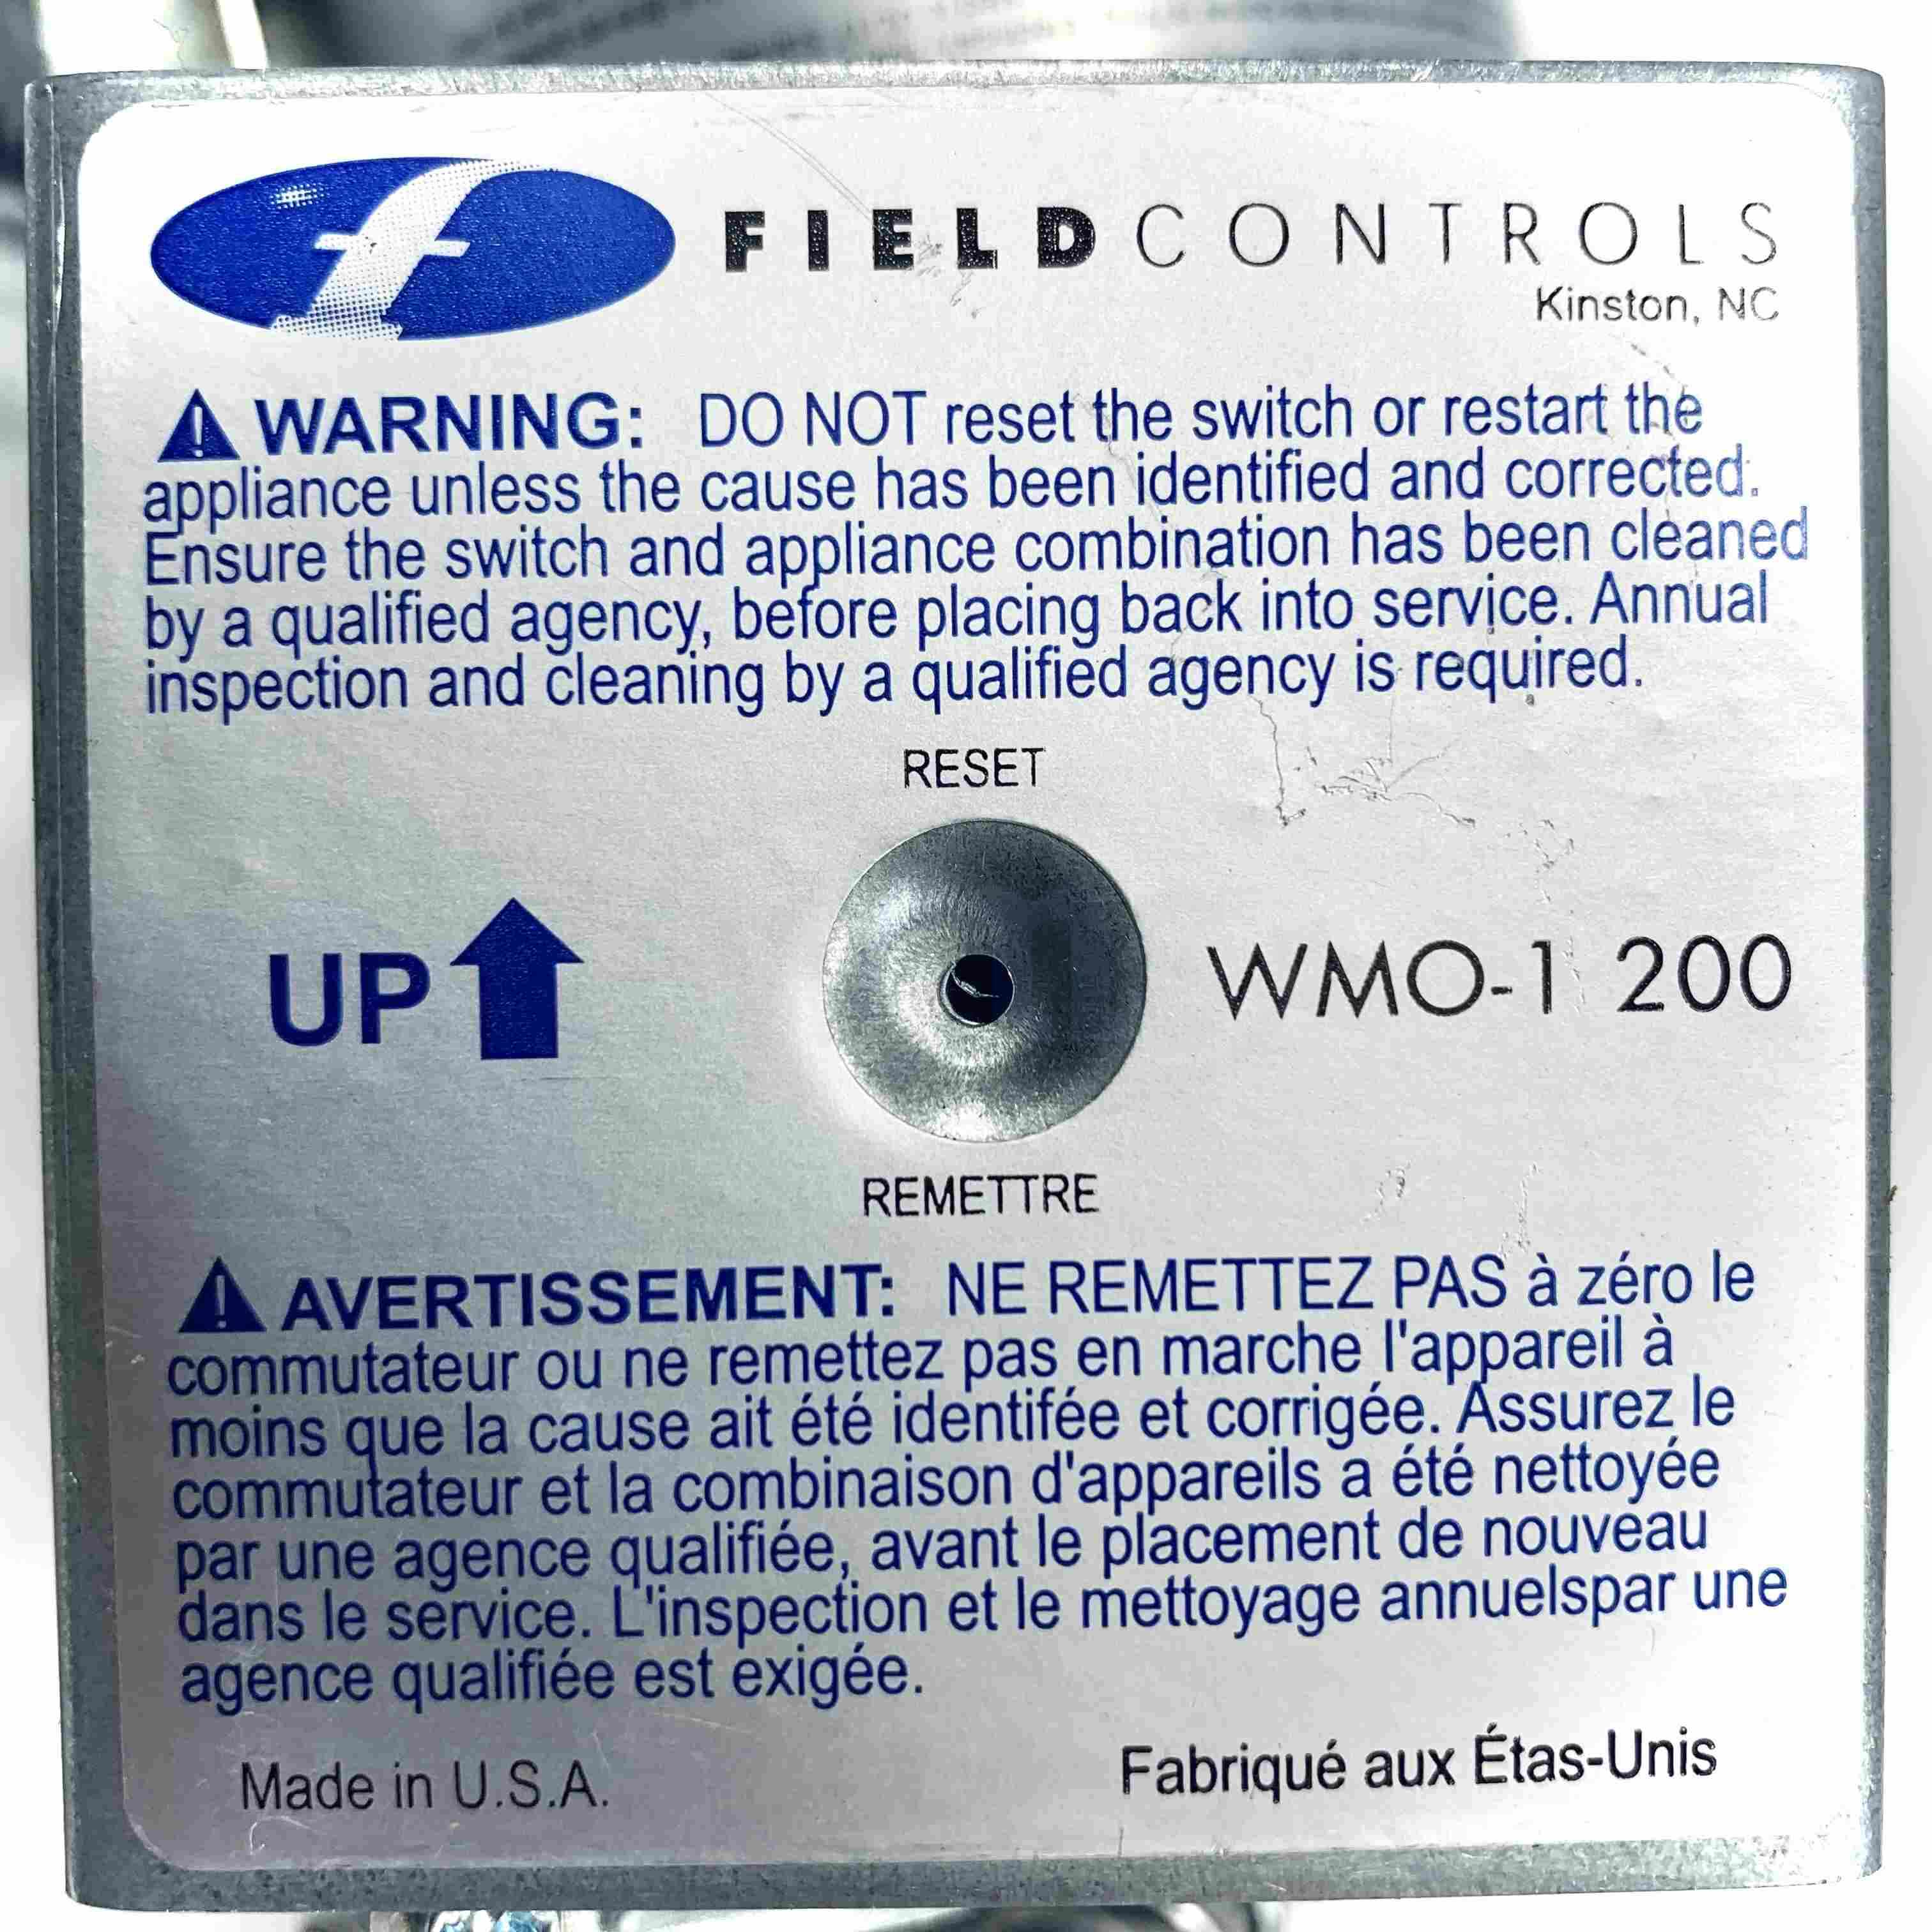 f FIELD CONTROLS
Kinston, NC
WARNING: DO NOT reset the switch or restart the
appliance unless the cause has been identified and corrected.
Ensure the switch and appliance combination has been cleaned
by a qualified agency, before placing back into service. Annual
inspection and cleaning by a qualified agency is required.
RESET
UP
WMO-1 200
REMETTRE
AVERTISSEMENT: NE REMETTEZ PAS à zéro le
commutateur ou ne remettez pas en marche l'appareil à
moins que la cause ait été identifée et corrigée. Assurez le
commutateur et la combinaison d'appareils a été nettoyée
par une agence qualifiée, avant le placement de nouveau
dans le service. L'inspection et le mettoyage annuelspar une
agence qualifiée est exigée.
Made in U.S.A.
Fabriqué aux Étas-Unis